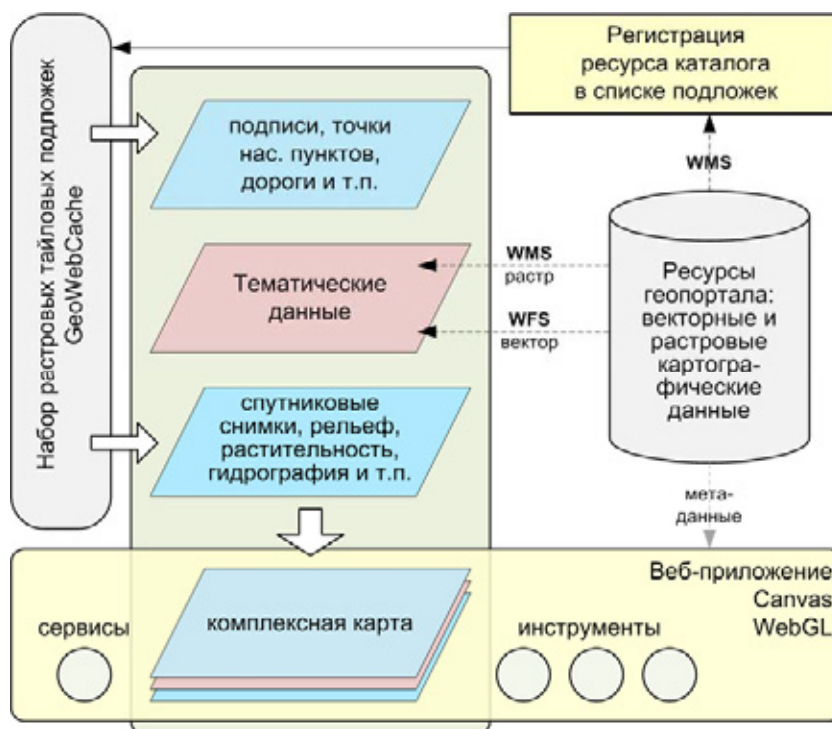 Набор растровых тайловых подложек
GeoWebCache
Регистрация
ресурса каталога
в списке подложек
подписи, точки
нас. пунктов,
дороги и т.п.
WMS
Тематические
данные
WMS
растр
WFS
вектор
Ресурсы
геопортала:
векторные и
растровые
картогра-
фические
данные
спутниковые
снимки, рельеф,
растительность,
гидрография и т.п.
мета-
данные
Веб-приложение
Canvas
WebGL
сервисы
комплексная карта
инструменты